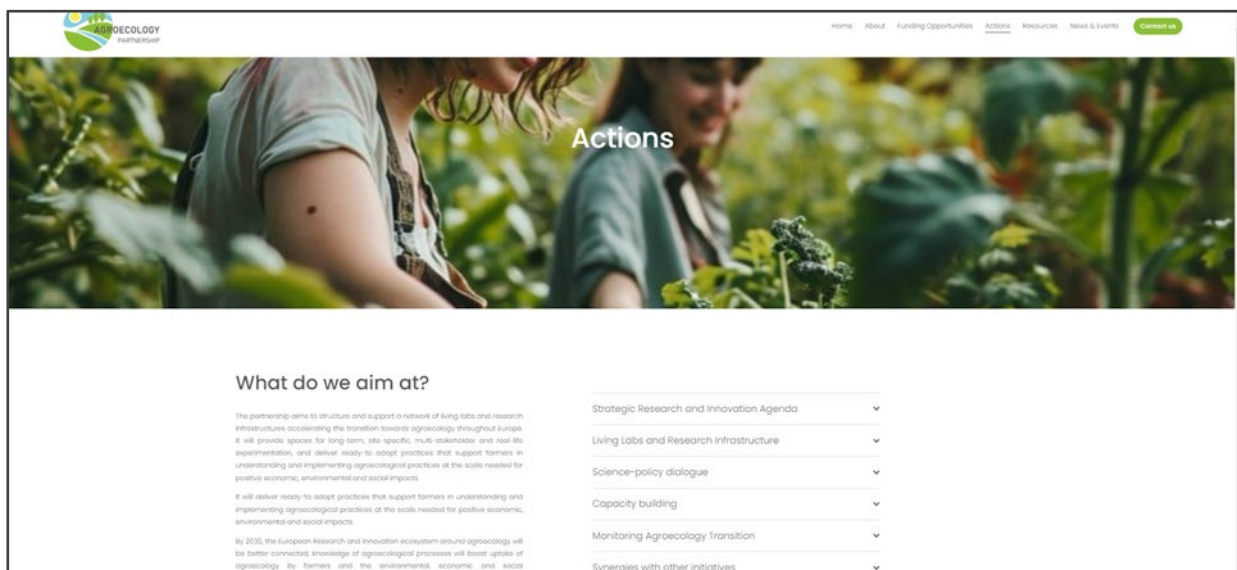 AGROECOLOGY
PARTNERSHIP
Home About Funding Opportunities Actions Resources News & Events Contact us
Actions
What do we aim at?
The partnership aims to structure and support a network of living labs and research
infrastructures accelerating the transition towards agroecology throughout Europe.
It will provide spaces for long-term, site-specific, multi-stakeholder and real-life
experimentation, and deliver ready-to adopt practices that support farmers in
understanding and implementing agroecological practices at the scale needed for
positive economic, environmental and social impacts.
It will deliver ready-to adopt practices that support farmers in understanding and
implementing agroecological practices at the scale needed for positive economic,
environmental and social impacts.
By 2030, the European Research and Innovation ecosystem around agroecology will
be better connected, knowledge of agroecological processes will boost uptake of
agroecology by farmers and the environmental, economic and social
Strategic Research and Innovation Agenda
Living Labs and Research Infrastructure
Science-policy dialogue
Capacity building
Monitoring Agroecology Transition
Synergies with other initiatives